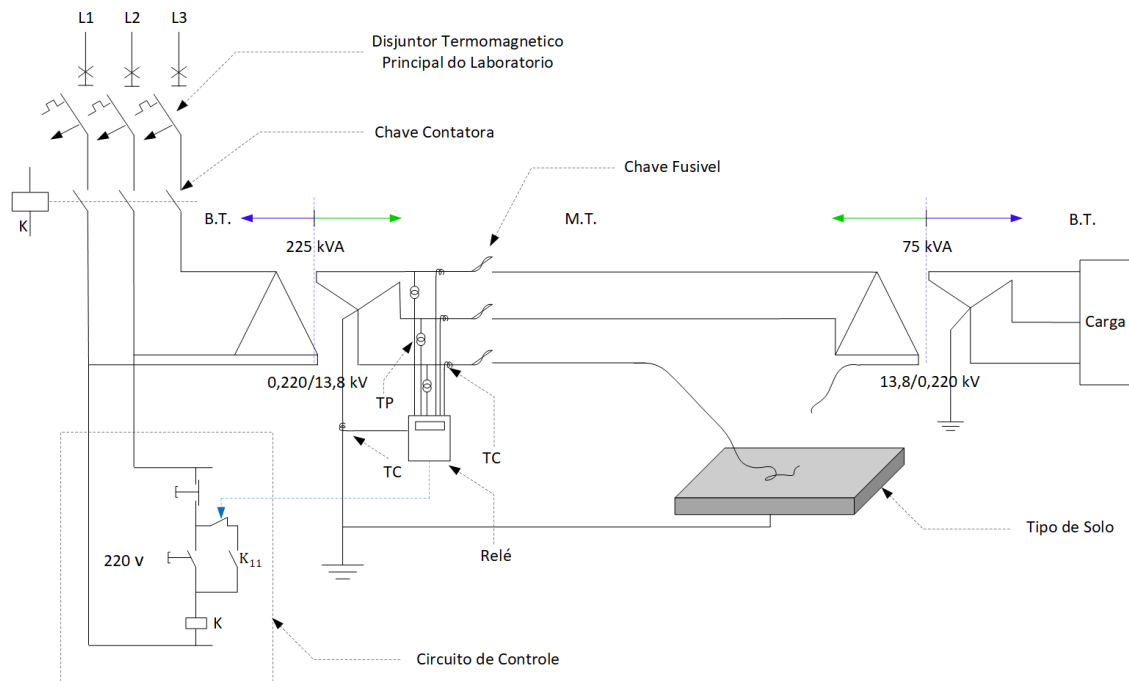 L1 L2 L3
Disjuntor Termomagnetico
Principal do Laboratorio
Chave Contatora
Chave Fusivel
K
B.T.
M.T.
B.T.
225 kVA
75 kVA
Carga
0,220/13,8 kV
TP
13,8/0,220 kV
TC
TC
Tipo de Solo
Relé
220 v
K11
K
Circuito de Controle